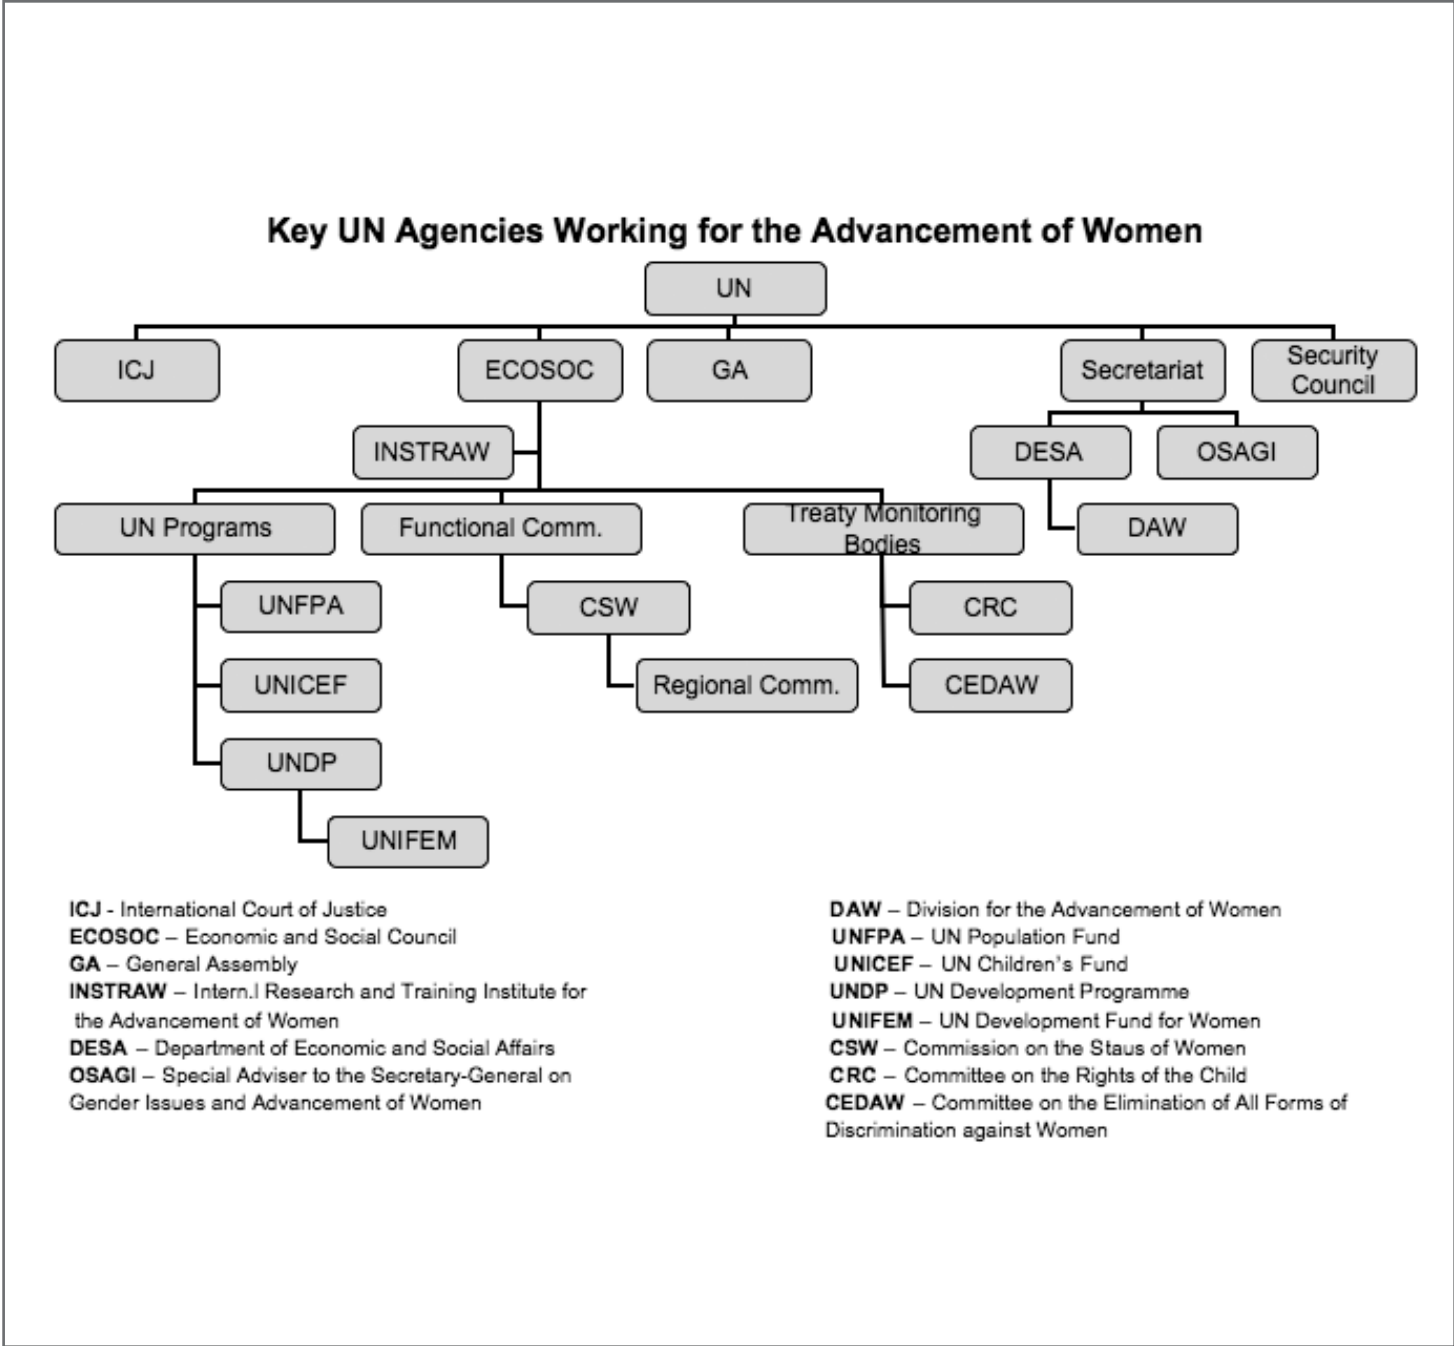 Key UN Agencies Working for the Advancement of Women
UN
ICJ
ECOSOC
GA
Secretariat
Security
Council
INSTRAW
DESA
OSAGI
UN Programs
Functional Comm.
Treaty Monitoring
Bodies
DAW
UNFPA
CSW
CRC
UNICEF
Regional Comm.
CEDAW
UNDP
UNIFEM
ICJ - International Court of Justice
ECOSOC – Economic and Social Council
GA – General Assembly
INSTRAW – Intern.l Research and Training Institute for
the Advancement of Women
DESA – Department of Economic and Social Affairs
OSAGI – Special Adviser to the Secretary-General on
Gender Issues and Advancement of Women
DAW – Division for the Advancement of Women
UNFPA – UN Population Fund
UNICEF – UN Children's Fund
UNDP – UN Development Programme
UNIFEM – UN Development Fund for Women
CSW – Commission on the Staus of Women
CRC – Committee on the Rights of the Child
CEDAW – Committee on the Elimination of All Forms of
Discrimination against Women